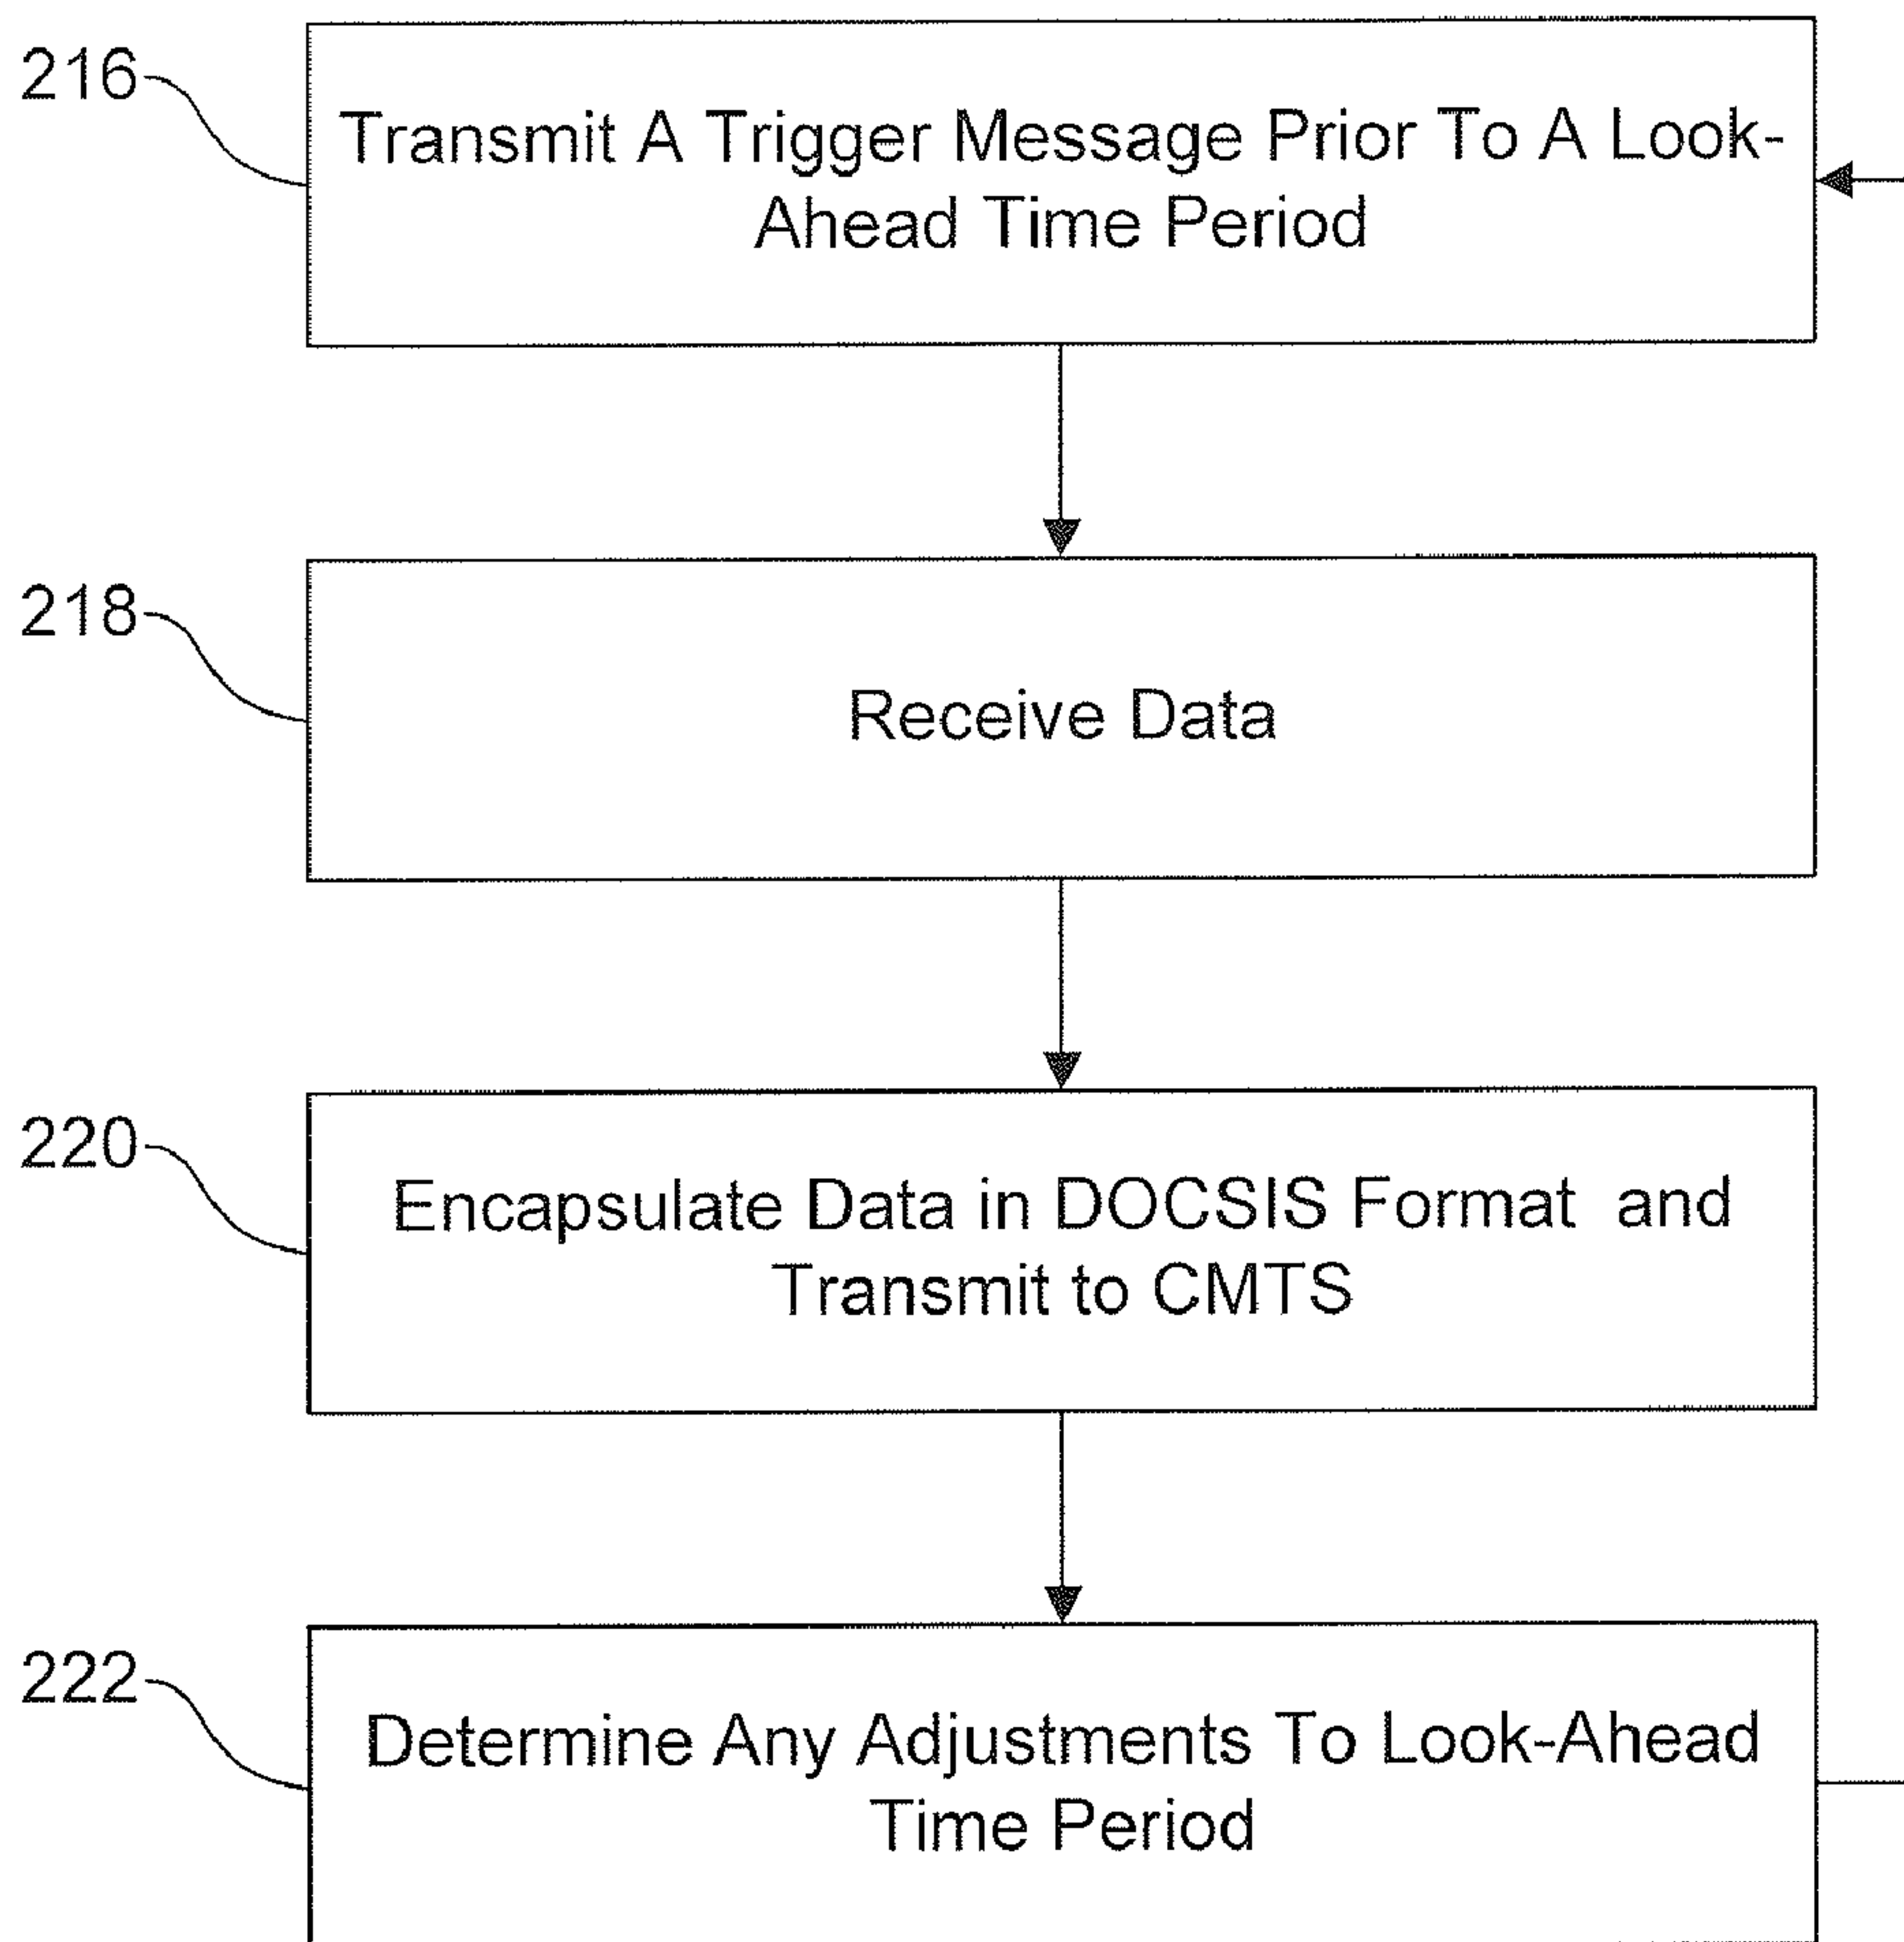 216
Transmit A Trigger Message Prior To A Look-
Ahead Time Period
218
Receive Data
220
Encapsulate Data in DOCSIS Format and
Transmit to CMTS
222
Determine Any Adjustments To Look-Ahead
Time Period